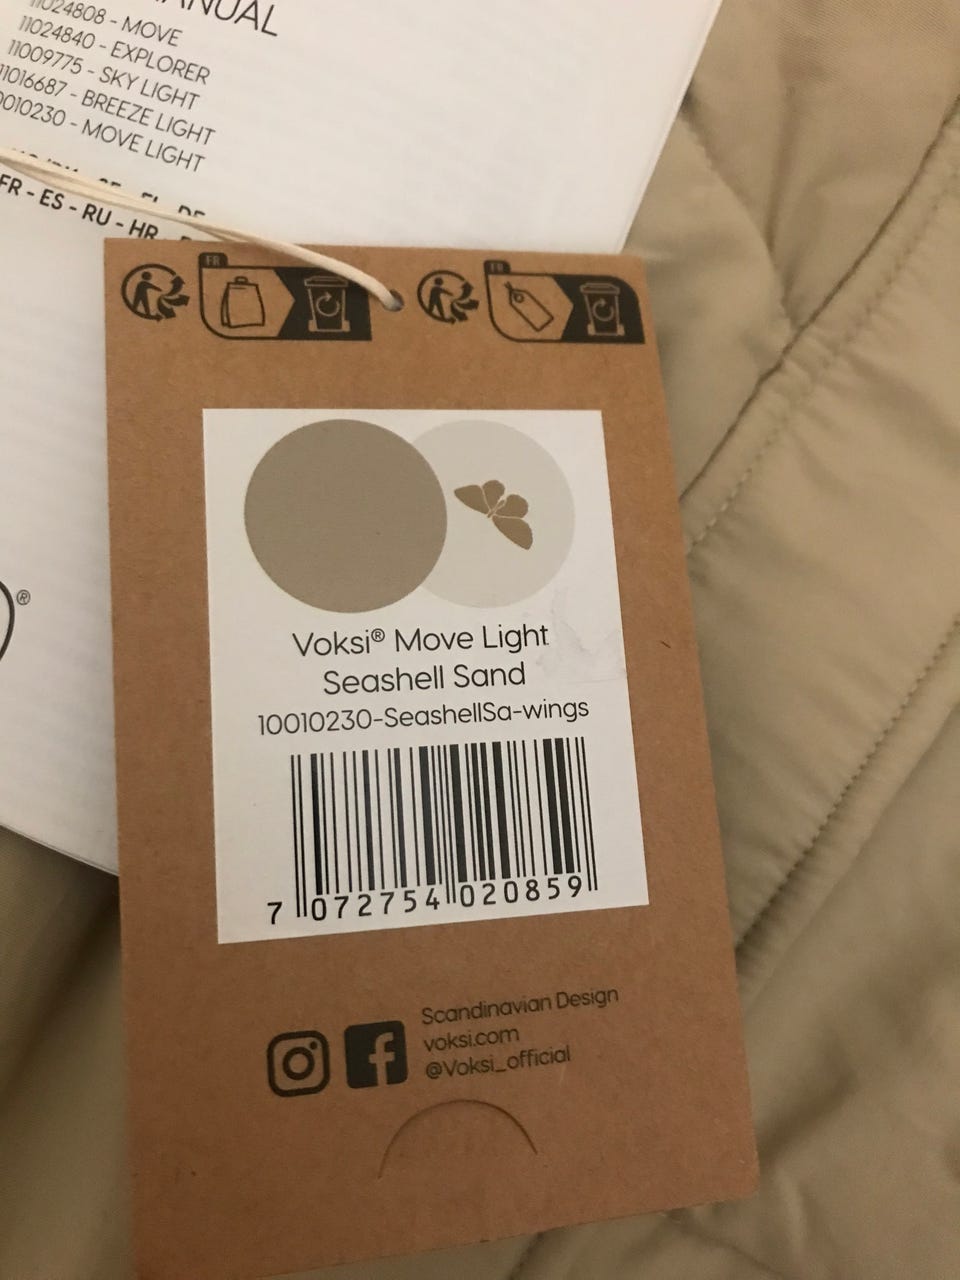 MANUAL
11024808 - MOVE
11024840 - EXPLORER
11009775 - SKY LIGHT
11016687 - BREEZE LIGHT
10010230 - MOVE LIGHT
FR - ES - RU - HR
FR
FR
®
Voksi® Move Light
Seashell Sand
10010230-SeashellSa-wings
7 072754 020859
Scandinavian Design
voksi.com
@Voksi_official